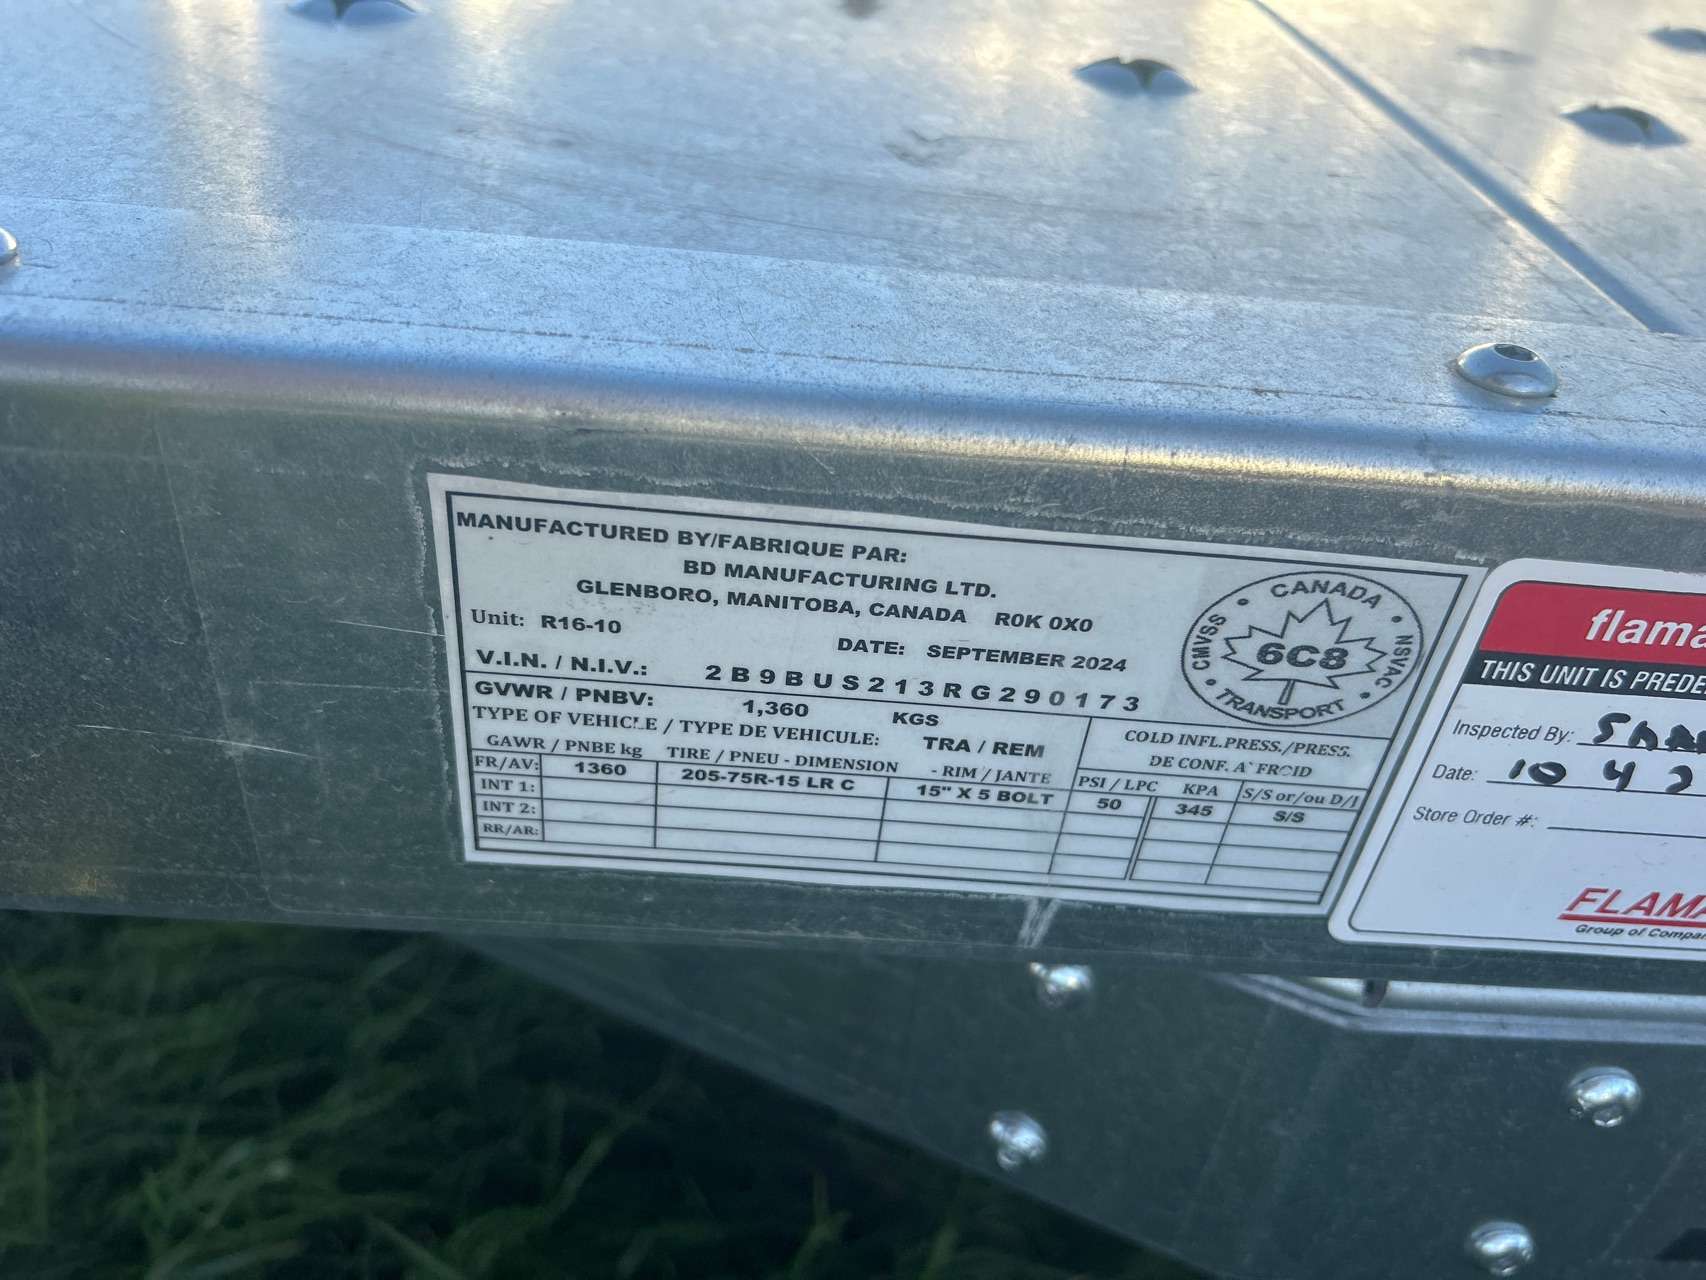 MANUFACTURED BY/FABRIQUE PAR:
BD MANUFACTURING LTD.
GLENBORO, MANITOBA, CANADA R0K 0X0
Unit: R16-10
DATE: SEPTEMBER 2024
V.I.N. / N.I.V.: 2B9BUS213RG290173
GVWR / PNBV: 1,360 KGS
TYPE OF VEHICLE / TYPE DE VEHICULE: TRA / REM
COLD INFL.PRESS./PRESS.
DE CONF. A` FROID
GAWR / PNBE kg TIRE / PNEU - DIMENSION - RIM / JANTE PSI / LPC KPA S/S or/ou D/J
FR/AV: 1360 205-75R-15 LR C 15" X 5 BOLT 50 345 S/S
INT 1:
INT 2:
RR/AR:
CANADA
CMVSS 6C8 NSVAC
TRANSPORT
flama
THIS UNIT IS PREDE
Inspected By:
Date: 10 4 2
Store Order #:
FLAMA
Group of Compan